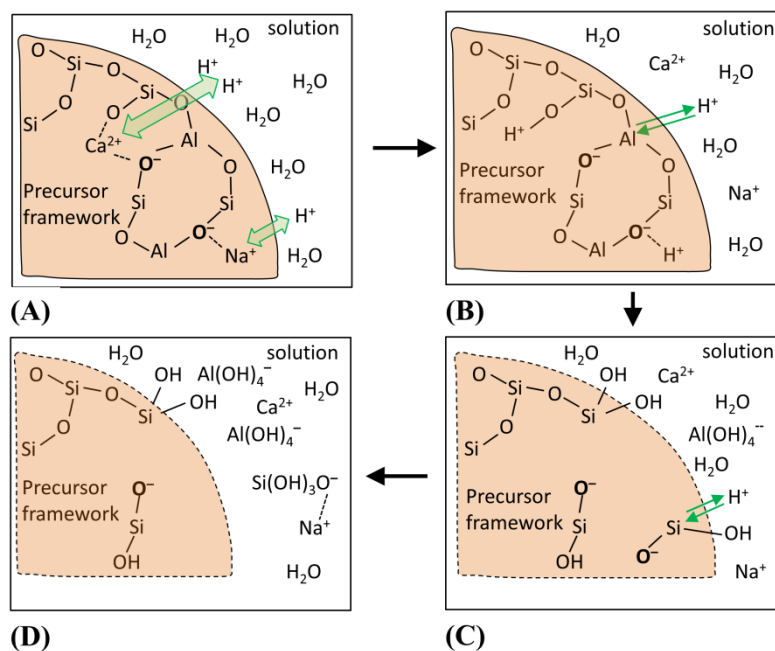 H₂O H₂O solution
O O H⁺
Si Si O H⁺
O O H₂O
Si Ca²⁺ Al
O⁻ O H₂O
Precursor
framework Si Si H⁺
O O⁻
Al Na⁺ H₂O
(A)
H₂O solution
O O Ca²⁺
Si Si O H₂O
O O H⁺
Si H⁺ Al
O⁻ O H₂O
Precursor
framework Si Si Na⁺
O O⁻
Al H⁺ H₂O
(B)
H₂O solution
O OH Al(OH)₄⁻
Si O OH H₂O
O Si Ca²⁺
Si Al(OH)₄⁻
O⁻ Si(OH)₃O⁻
Precursor
framework Si Na⁺
OH H₂O
(D)
H₂O solution
O OH Ca²⁺
Si O OH H₂O
O Si
Si Al(OH)₄⁻⁻
O⁻ H₂O
Precursor H⁺
framework Si Si
OH O⁻ OH
Na⁺
(C)